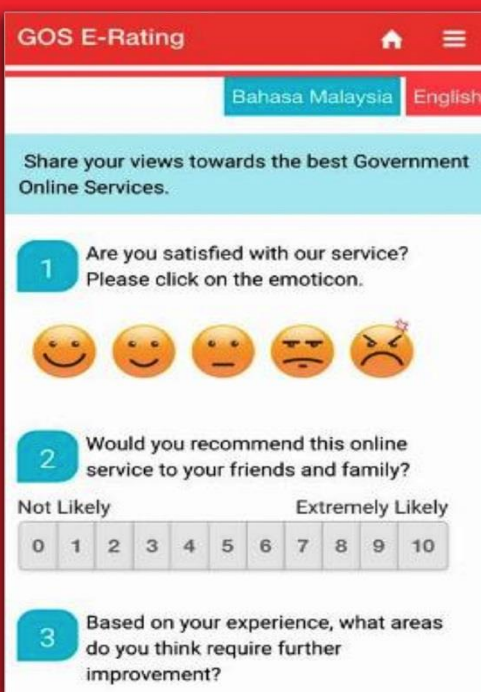 GOS E-Rating
Bahasa Malaysia English
Share your views towards the best Government
Online Services.
1
Are you satisfied with our service?
Please click on the emoticon.
2
Would you recommend this online
service to your friends and family?
Not Likely Extremely Likely
0 1 2 3 4 5 6 7 8 9 10
3
Based on your experience, what areas
do you think require further
improvement?